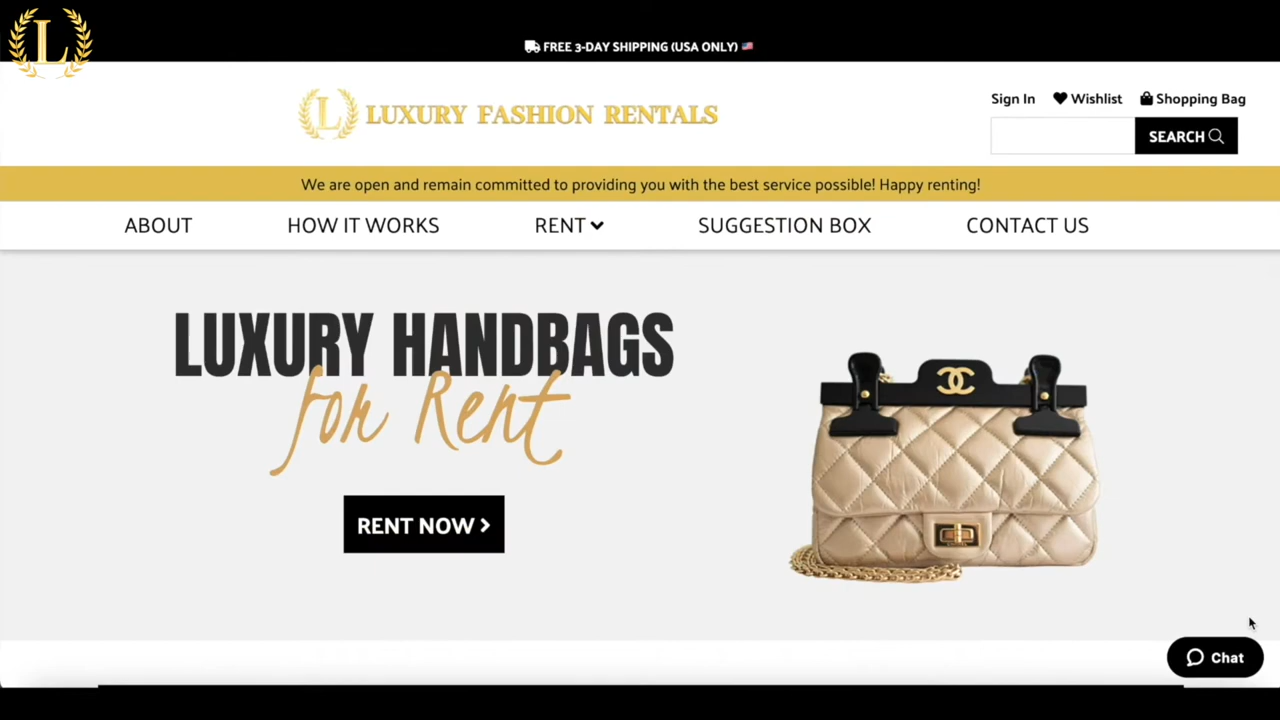 L
FREE 3-DAY SHIPPING (USA ONLY)
L LUXURY FASHION RENTALS
Sign In
Wishlist
Shopping Bag
SEARCH
We are open and remain committed to providing you with the best service possible! Happy renting!
ABOUT
HOW IT WORKS
RENT
SUGGESTION BOX
CONTACT US
LUXURY HANDBAGS
for Rent
RENT NOW
Chat